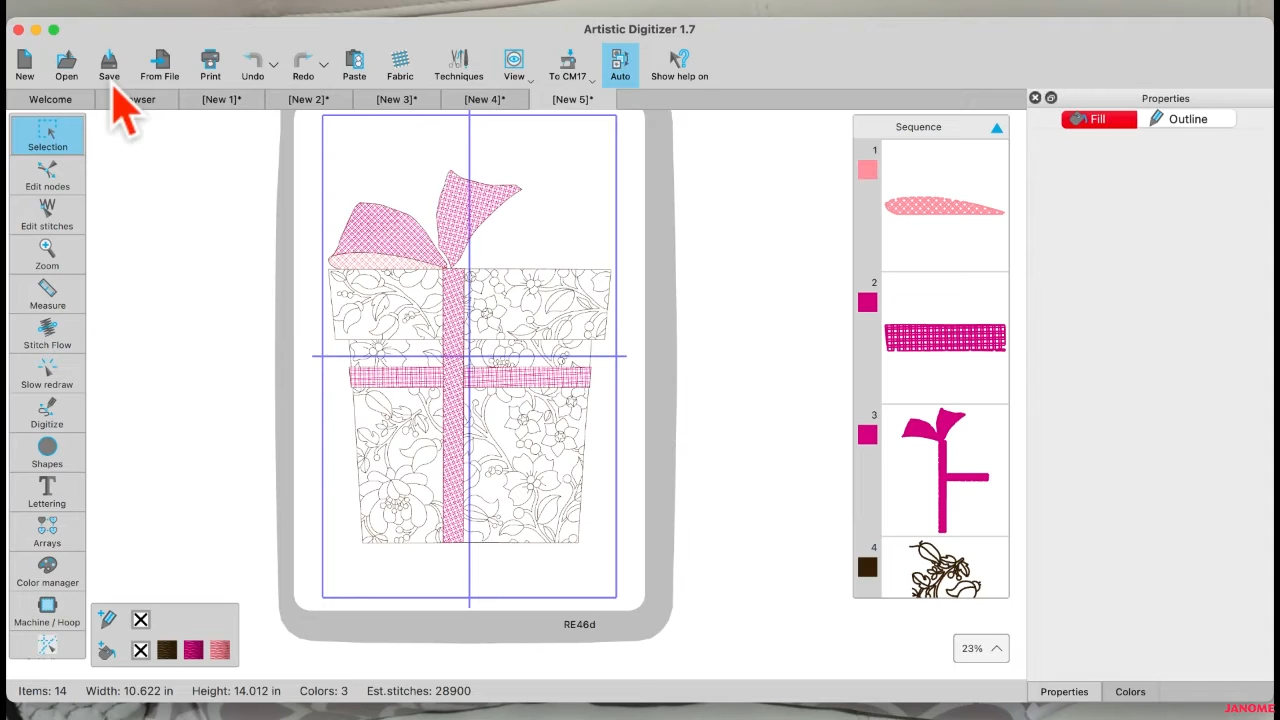 Artistic Digitizer 1.7
New Open Save From File Print Undo Redo Paste Fabric Techniques View To CM17 Auto Show help on
Welcome wser [New 1]* [New 2]* [New 3]* [New 4]* [New 5]* Properties
Fill Outline
Selection
Edit nodes
Edit stitches
Zoom
Measure
Stitch Flow
Slow redraw
Digitize
Shapes
Lettering
Arrays
Color manager
Machine / Hoop
Sequence
1
2
3
4
RE46d
23%
Items: 14 Width: 10.622 in Height: 14.012 in Colors: 3 Est.stitches: 28900
Properties Colors
JANOME